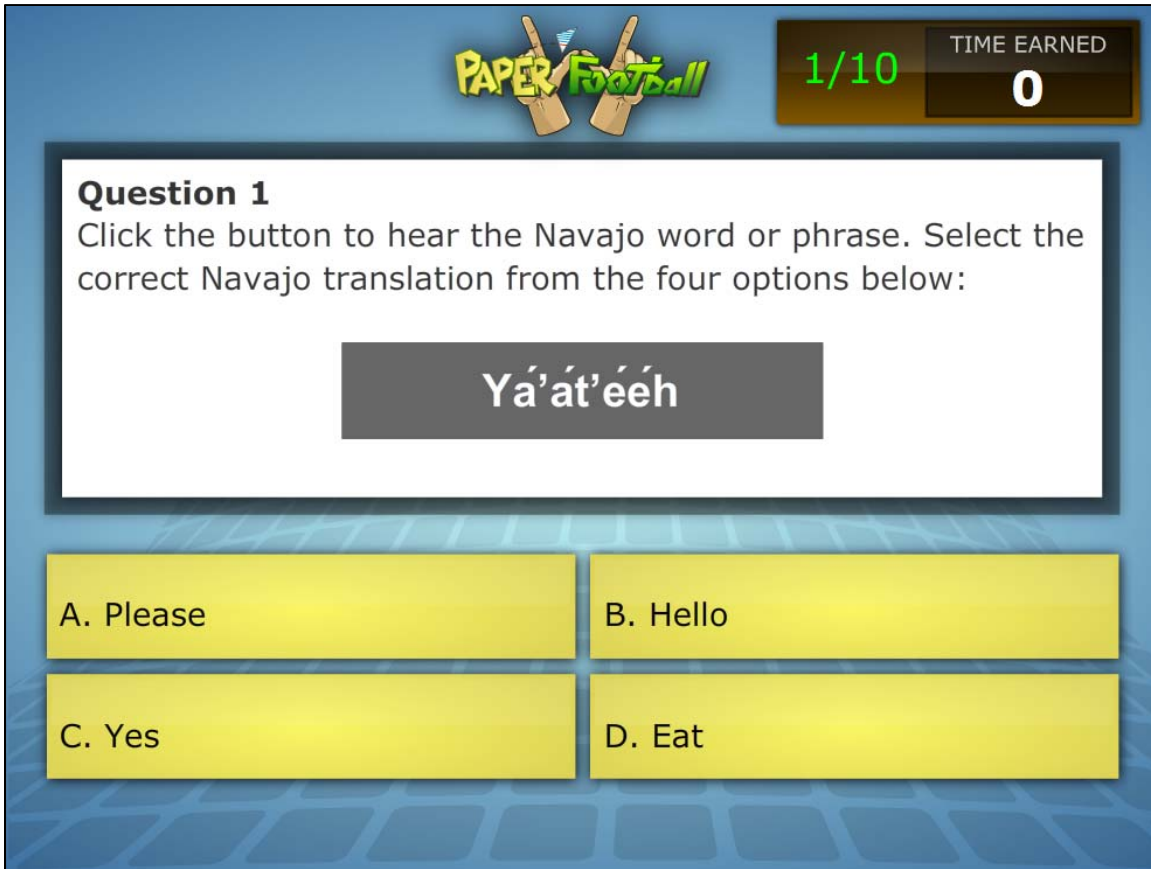 PAPER FOOTBALL
1/10
TIME EARNED
0
Question 1
Click the button to hear the Navajo word or phrase. Select the
correct Navajo translation from the four options below:
Yá’át’ééh
A. Please
B. Hello
C. Yes
D. Eat